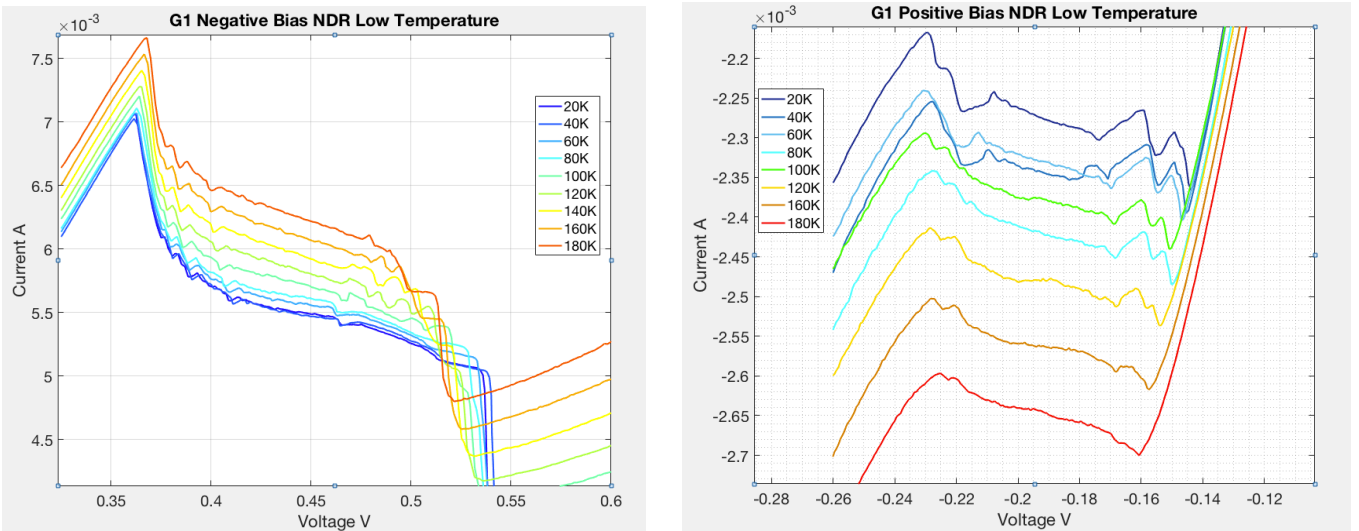 G1 Negative Bias NDR Low Temperature
×10⁻³
7.5
7
6.5
6
5.5
5
4.5
Current A
0.35
0.4
0.45
0.5
0.55
0.6
Voltage V
20K
40K
60K
80K
100K
120K
140K
160K
180K
G1 Positive Bias NDR Low Temperature
×10⁻³
-2.2
-2.25
-2.3
-2.35
-2.4
-2.45
-2.5
-2.55
-2.6
-2.65
-2.7
Current A
-0.28
-0.26
-0.24
-0.22
-0.2
-0.18
-0.16
-0.14
-0.12
Voltage V
20K
40K
60K
80K
100K
120K
160K
180K